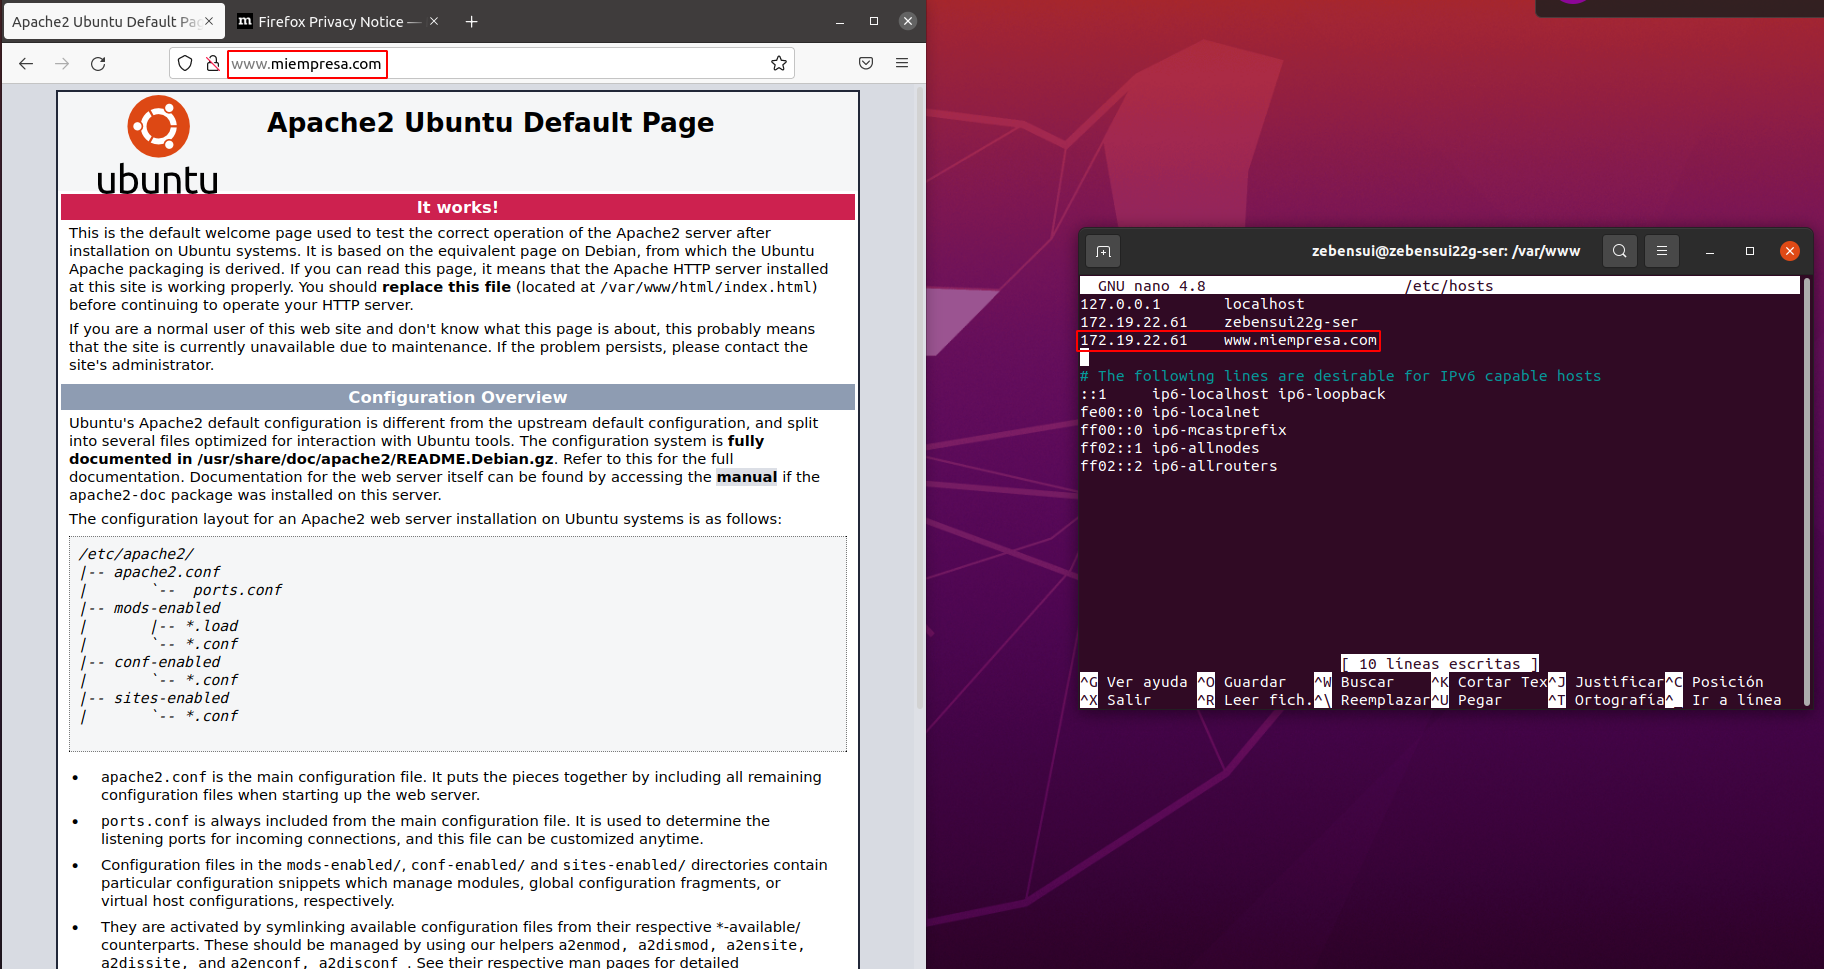 Apache2 Ubuntu Default Pag
Firefox Privacy Notice —
www.miempresa.com
ubuntu
Apache2 Ubuntu Default Page
It works!
This is the default welcome page used to test the correct operation of the Apache2 server after
installation on Ubuntu systems. It is based on the equivalent page on Debian, from which the Ubuntu
Apache packaging is derived. If you can read this page, it means that the Apache HTTP server installed
at this site is working properly. You should replace this file (located at /var/www/html/index.html)
before continuing to operate your HTTP server.
If you are a normal user of this web site and don't know what this page is about, this probably means
that the site is currently unavailable due to maintenance. If the problem persists, please contact the
site's administrator.
Configuration Overview
Ubuntu's Apache2 default configuration is different from the upstream default configuration, and split
into several files optimized for interaction with Ubuntu tools. The configuration system is fully
documented in /usr/share/doc/apache2/README.Debian.gz. Refer to this for the full
documentation. Documentation for the web server itself can be found by accessing the manual if the
apache2-doc package was installed on this server.
The configuration layout for an Apache2 web server installation on Ubuntu systems is as follows:
/etc/apache2/
|-- apache2.conf
|       `--  ports.conf
|-- mods-enabled
|       |-- *.load
|       `-- *.conf
|-- conf-enabled
|       `-- *.conf
|-- sites-enabled
|       `-- *.conf
• apache2.conf is the main configuration file. It puts the pieces together by including all remaining
configuration files when starting up the web server.
• ports.conf is always included from the main configuration file. It is used to determine the
listening ports for incoming connections, and this file can be customized anytime.
• Configuration files in the mods-enabled/, conf-enabled/ and sites-enabled/ directories contain
particular configuration snippets which manage modules, global configuration fragments, or
virtual host configurations, respectively.
• They are activated by symlinking available configuration files from their respective *-available/
counterparts. These should be managed by using our helpers a2enmod, a2dismod, a2ensite,
a2dissite, and a2enconf, a2disconf . See their respective man pages for detailed
zebensui@zebensui22g-ser: /var/www
GNU nano 4.8 /etc/hosts
127.0.0.1 localhost
172.19.22.61 zebensui22g-ser
172.19.22.61 www.miempresa.com
# The following lines are desirable for IPv6 capable hosts
::1 ip6-localhost ip6-loopback
fe00::0 ip6-localnet
ff00::0 ip6-mcastprefix
ff02::1 ip6-allnodes
ff02::2 ip6-allrouters
[ 10 líneas escritas ]
^G Ver ayuda ^O Guardar ^W Buscar ^K Cortar Tex^J Justificar^C Posición
^X Salir ^R Leer fich.^\ Reemplazar^U Pegar ^T Ortografía^_ Ir a línea